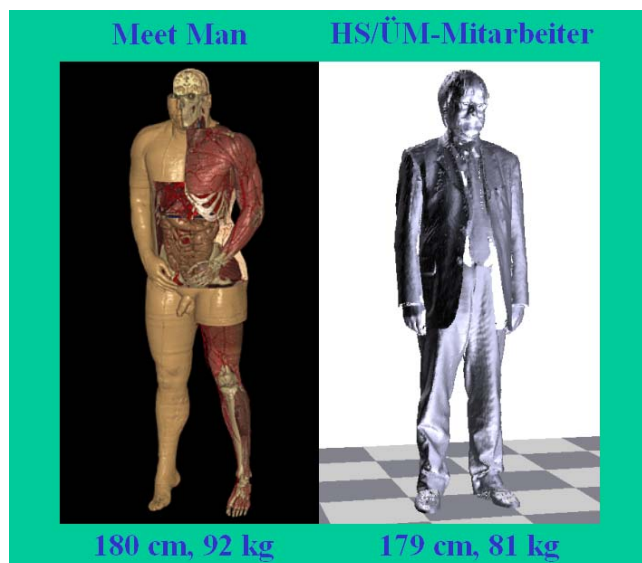 Meet Man
HS/ÜM-Mitarbeiter
180 cm, 92 kg
179 cm, 81 kg